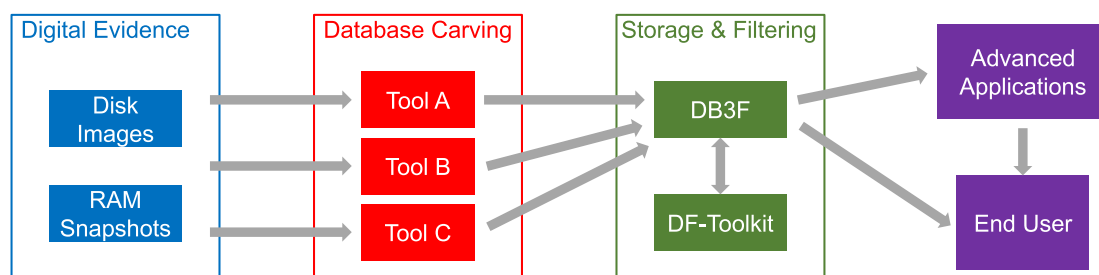 Digital Evidence
Disk
Images
RAM
Snapshots
Database Carving
Tool A
Tool B
Tool C
Storage & Filtering
DB3F
DF-Toolkit
Advanced
Applications
End User